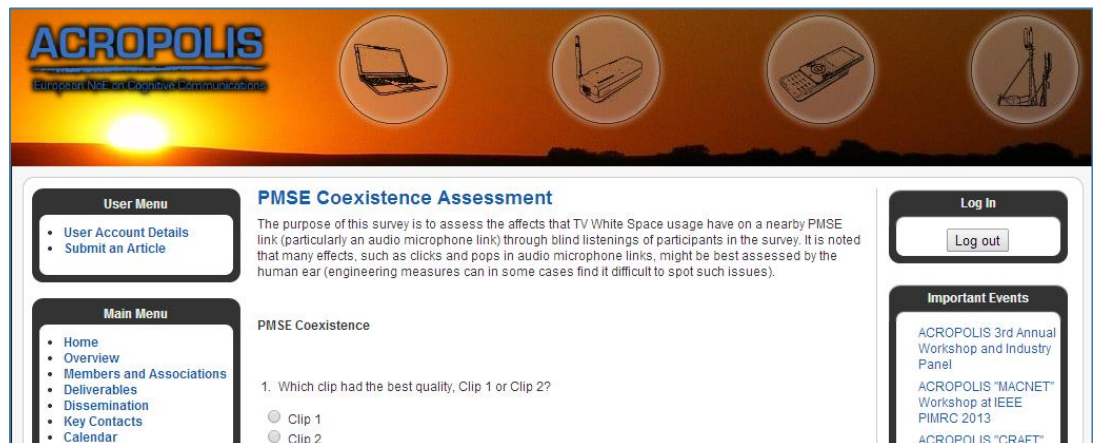 ACROPOLIS
European NoE on Cognitive Communications
User Menu
User Account Details
Submit an Article
Main Menu
Home
Overview
Members and Associations
Deliverables
Dissemination
Key Contacts
Calendar
PMSE Coexistence Assessment
The purpose of this survey is to assess the affects that TV White Space usage have on a nearby PMSE
link (particularly an audio microphone link) through blind listenings of participants in the survey. It is noted
that many effects, such as clicks and pops in audio microphone links, might be best assessed by the
human ear (engineering measures can in some cases find it difficult to spot such issues).
PMSE Coexistence
1. Which clip had the best quality, Clip 1 or Clip 2?
Clip 1
Clip 2
Log In
Log out
Important Events
ACROPOLIS 3rd Annual
Workshop and Industry
Panel
ACROPOLIS "MACNET"
Workshop at IEEE
PIMRC 2013
ACROPOLIS "CRAFT"